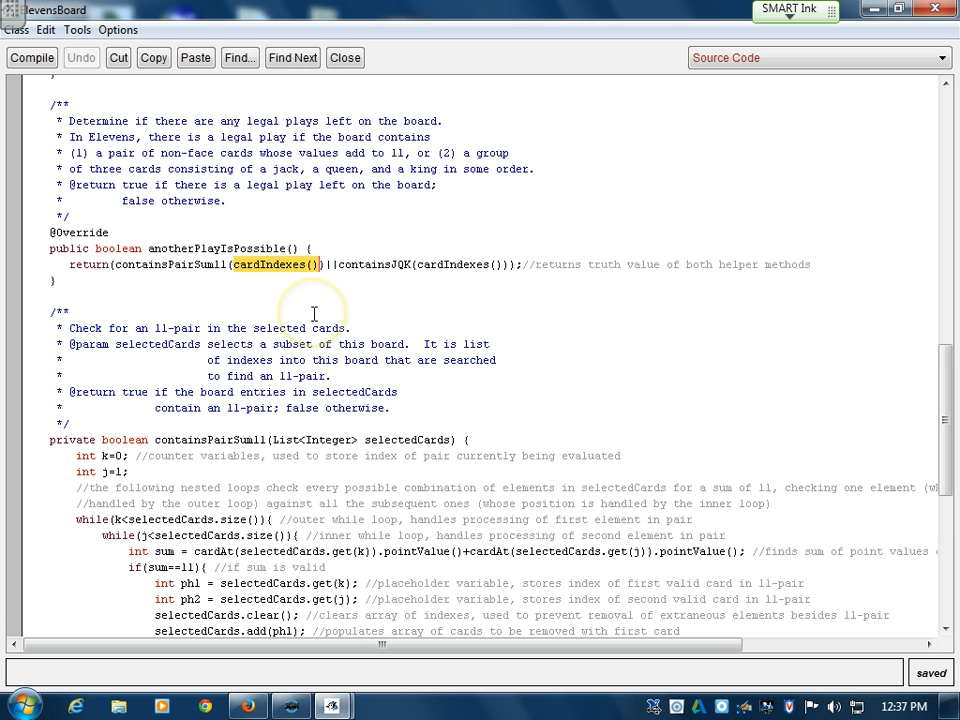 ElevensBoard
SMART Ink
Class Edit Tools Options
Compile Undo Cut Copy Paste Find... Find Next Close Source Code
}
/**
* Determine if there are any legal plays left on the board.
* In Elevens, there is a legal play if the board contains
* (1) a pair of non-face cards whose values add to 11, or (2) a group
* of three cards consisting of a jack, a queen, and a king in some order.
* @return true if there is a legal play left on the board;
* false otherwise.
*/
@Override
public boolean anotherPlayIsPossible() {
return(containsPairSum11(cardIndexes())||containsJQK(cardIndexes()));//returns truth value of both helper methods
}
/**
* Check for an 11-pair in the selected cards.
* @param selectedCards selects a subset of this board. It is list
* of indexes into this board that are searched
* to find an 11-pair.
* @return true if the board entries in selectedCards
* contain an 11-pair; false otherwise.
*/
private boolean containsPairSum11(List<Integer> selectedCards) {
int k=0; //counter variables, used to store index of pair currently being evaluated
int j=1;
//the following nested loops check every possible combination of elements in selectedCards for a sum of 11, checking one element (w
//handled by the outer loop) against all the subsequent ones (whose position is handled by the inner loop)
while(k<selectedCards.size()){ //outer while loop, handles processing of first element in pair
while(j<selectedCards.size()){ //inner while loop, handles processing of second element in pair
int sum = cardAt(selectedCards.get(k)).pointValue()+cardAt(selectedCards.get(j)).pointValue(); //finds sum of point values
if(sum==11){ //if sum is valid
int ph1 = selectedCards.get(k); //placeholder variable, stores index of first valid card in 11-pair
int ph2 = selectedCards.get(j); //placeholder variable, stores index of second valid card in 11-pair
selectedCards.clear(); //clears array of indexes, used to prevent removal of extraneous elements besides 11-pair
selectedCards.add(ph1); //populates array of cards to be removed with first card
saved
12:37 PM